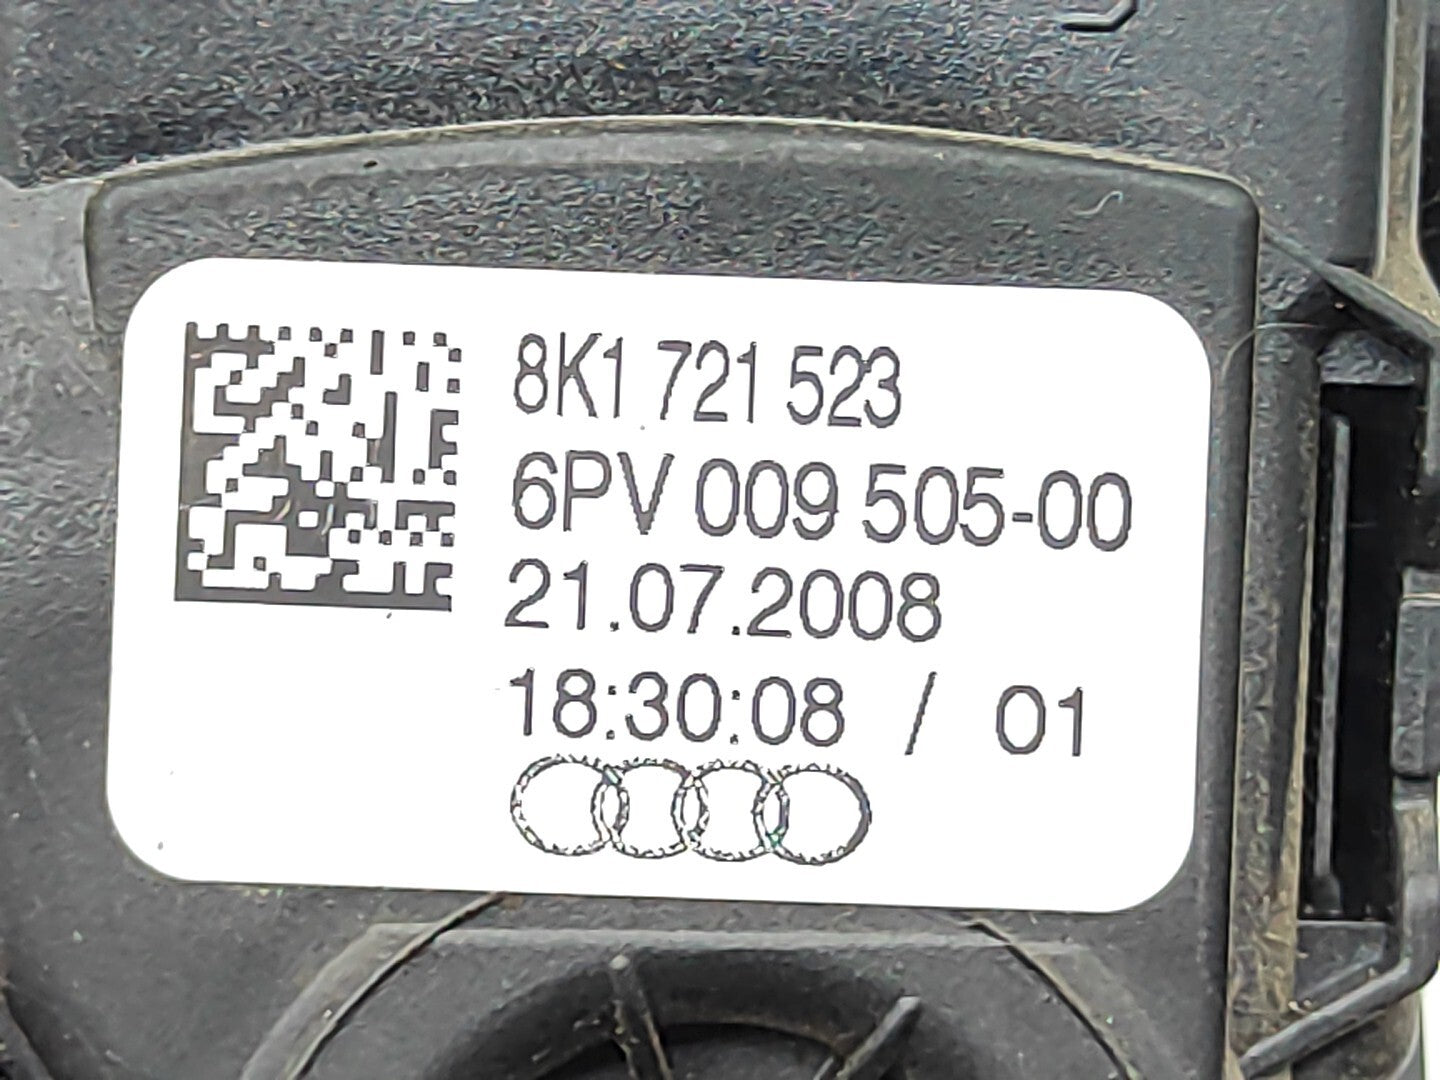 8K1 721 523
6PV 009 505-00
21.07.2008
18:30:08 / 01